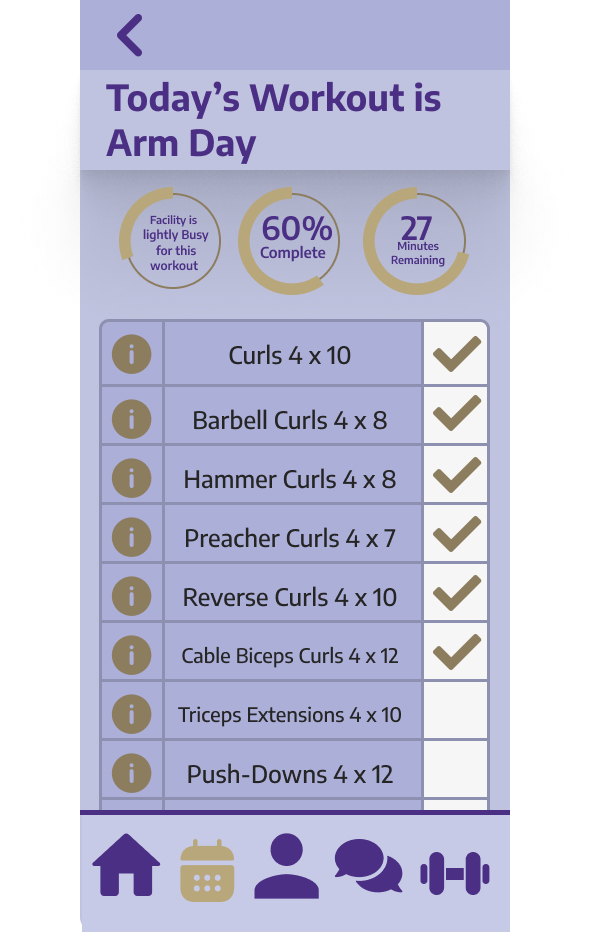 Today’s Workout is
Arm Day
Facility is
lightly Busy
for this
workout
60%
Complete
27
Minutes
Remaining
Curls 4 x 10
Barbell Curls 4 x 8
Hammer Curls 4 x 8
Preacher Curls 4 x 7
Reverse Curls 4 x 10
Cable Biceps Curls 4 x 12
Triceps Extensions 4 x 10
Push-Downs 4 x 12